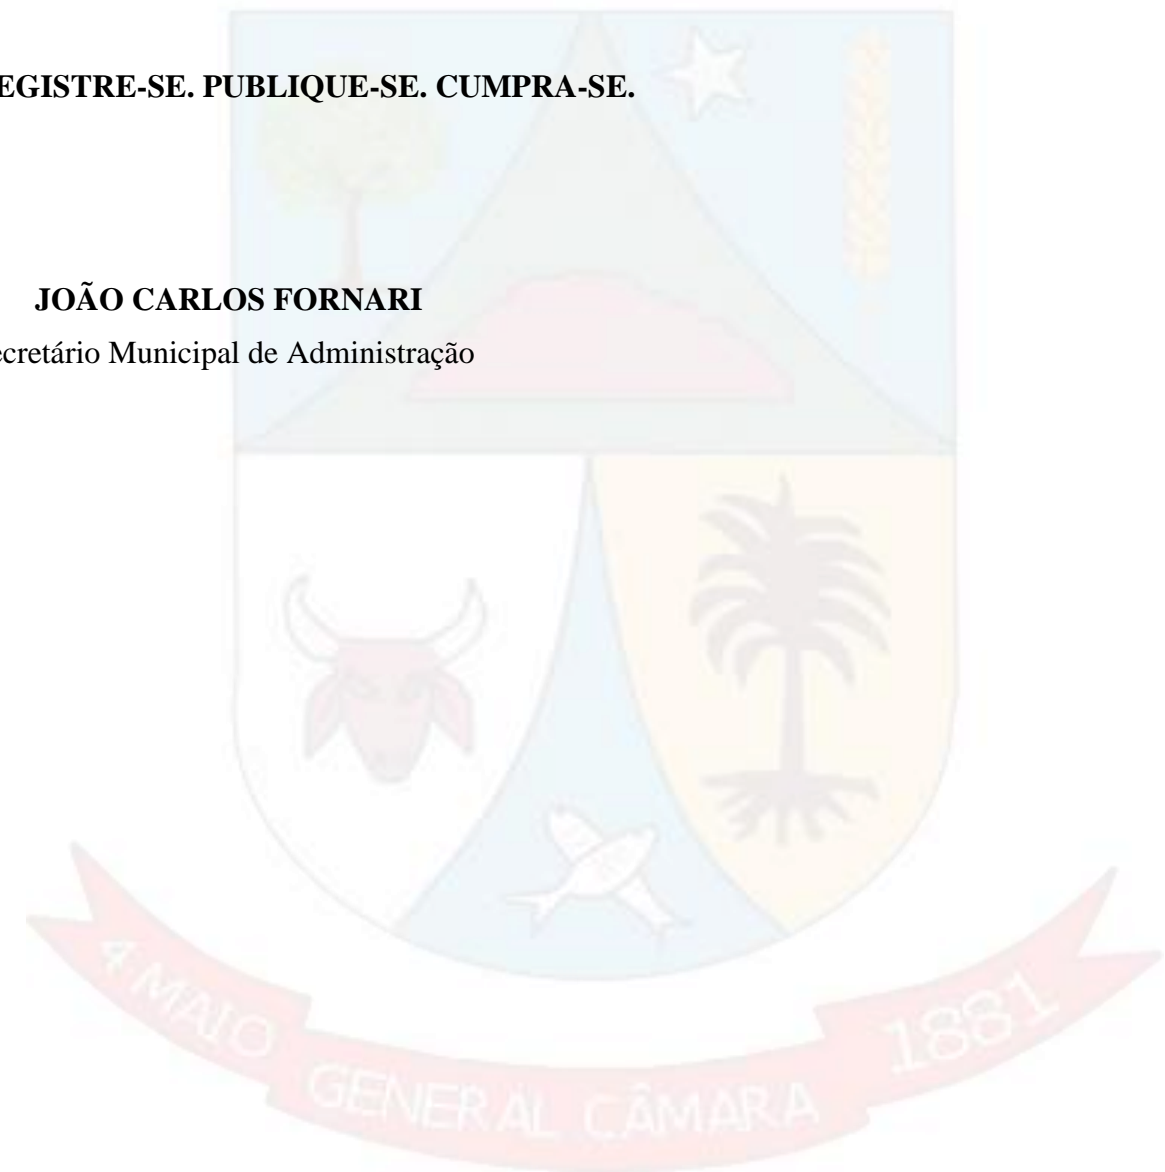 EGISTRE-SE. PUBLIQUE-SE. CUMPRA-SE.
JOÃO CARLOS FORNARI
ecretário Municipal de Administração
4 MAIO
1881
GENERAL CÂMARA